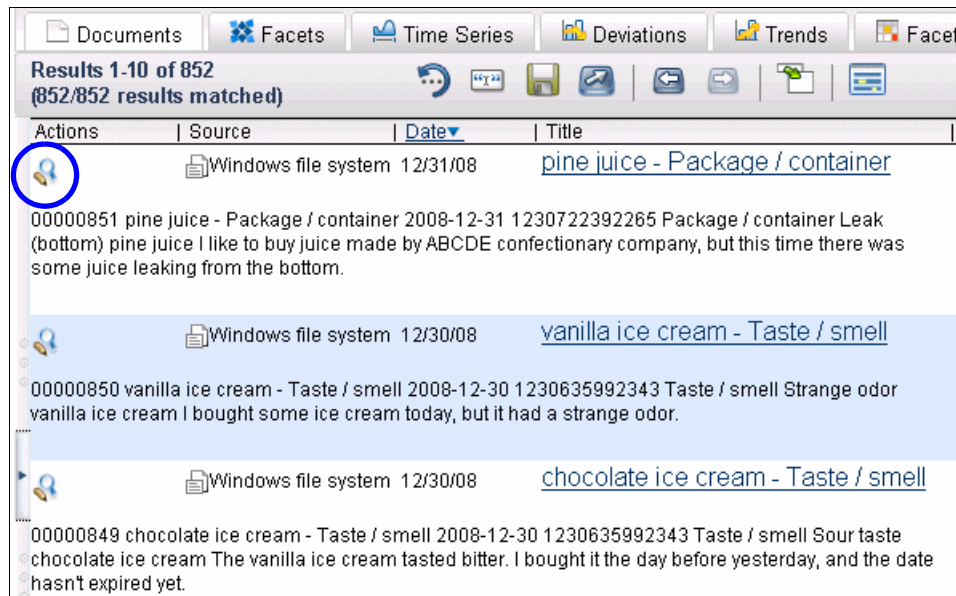 Documents Facets Time Series Deviations Trends Facet
Results 1-10 of 852
(852/852 results matched)
Actions | Source | Date▼ | Title |
Windows file system 12/31/08 pine juice - Package / container
00000851 pine juice - Package / container 2008-12-31 1230722392265 Package / container Leak
(bottom) pine juice I like to buy juice made by ABCDE confectionary company, but this time there was
some juice leaking from the bottom.
Windows file system 12/30/08 vanilla ice cream - Taste / smell
00000850 vanilla ice cream - Taste / smell 2008-12-30 1230635992343 Taste / smell Strange odor
vanilla ice cream I bought some ice cream today, but it had a strange odor.
Windows file system 12/30/08 chocolate ice cream - Taste / smell
00000849 chocolate ice cream - Taste / smell 2008-12-30 1230635992343 Taste / smell Sour taste
chocolate ice cream The vanilla ice cream tasted bitter. I bought it the day before yesterday, and the date
hasn't expired yet.